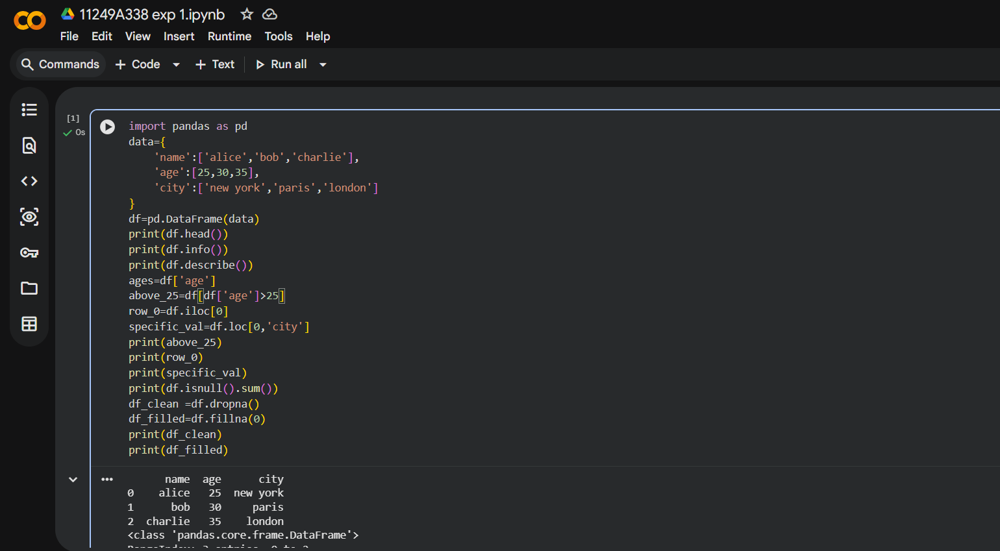 11249A338 exp 1.ipynb
File Edit View Insert Runtime Tools Help
Commands + Code + Text Run all
[1]
0s
import pandas as pd
data={
    'name':['alice','bob','charlie'],
    'age':[25,30,35],
    'city':['new york','paris','london']
}
df=pd.DataFrame(data)
print(df.head())
print(df.info())
print(df.describe())
ages=df['age']
above_25=df[df['age']>25]
row_0=df.iloc[0]
specific_val=df.loc[0,'city']
print(above_25)
print(row_0)
print(specific_val)
print(df.isnull().sum())
df_clean =df.dropna()
df_filled=df.fillna(0)
print(df_clean)
print(df_filled)
      name  age      city
0    alice   25  new york
1      bob   30     paris
2  charlie   35    london
<class 'pandas.core.frame.DataFrame'>